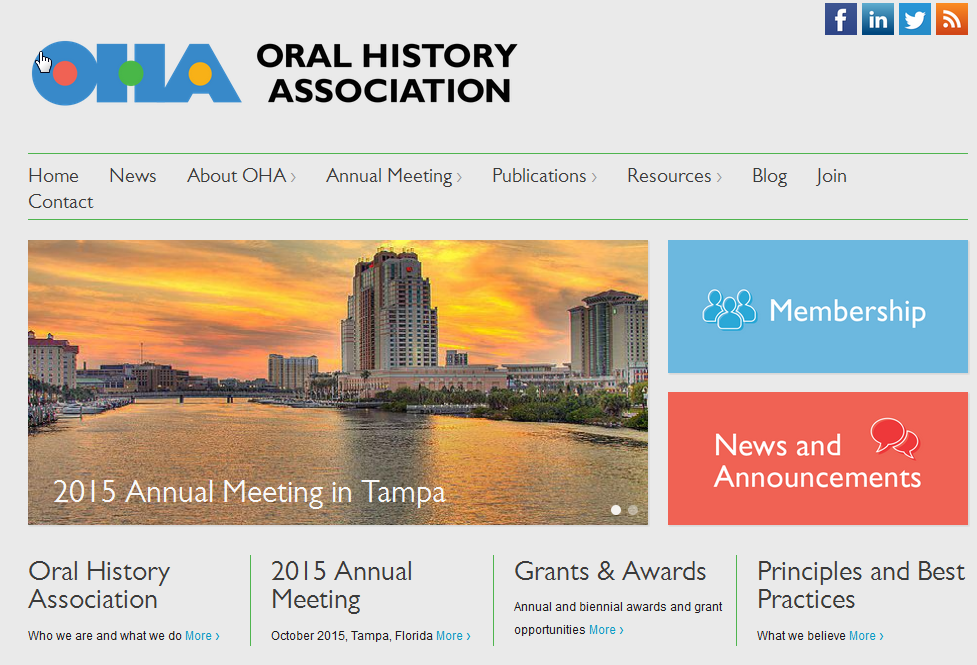 f in
OHA
ORAL HISTORY
ASSOCIATION
Home News About OHA › Annual Meeting › Publications › Resources › Blog Join
Contact
2015 Annual Meeting in Tampa
Membership
News and
Announcements
Oral History
Association
Who we are and what we do More ›
2015 Annual
Meeting
October 2015, Tampa, Florida More ›
Grants & Awards
Annual and biennial awards and grant
opportunities More ›
Principles and Best
Practices
What we believe More ›